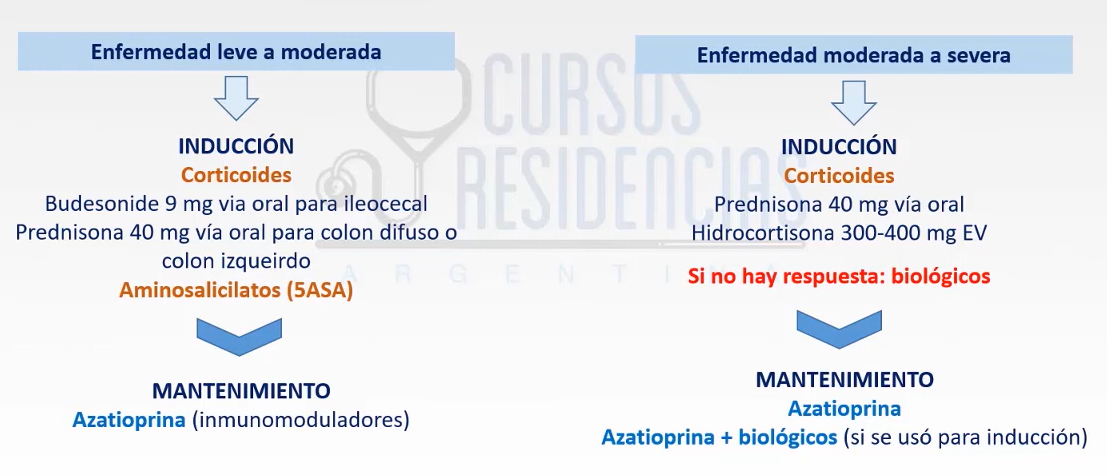 Enfermedad leve a moderada
INDUCCIÓN
Corticoides
Budesonide 9 mg via oral para ileocecal
Prednisona 40 mg vía oral para colon difuso o
colon izqueirdo
Aminosalicilatos (5ASA)
MANTENIMIENTO
Azatioprina (inmunomoduladores)
Enfermedad moderada a severa
INDUCCIÓN
Corticoides
Prednisona 40 mg vía oral
Hidrocortisona 300-400 mg EV
Si no hay respuesta: biológicos
MANTENIMIENTO
Azatioprina
Azatioprina + biológicos (si se usó para inducción)
CURSOS
RESIDENCIAS
ARGENTINA